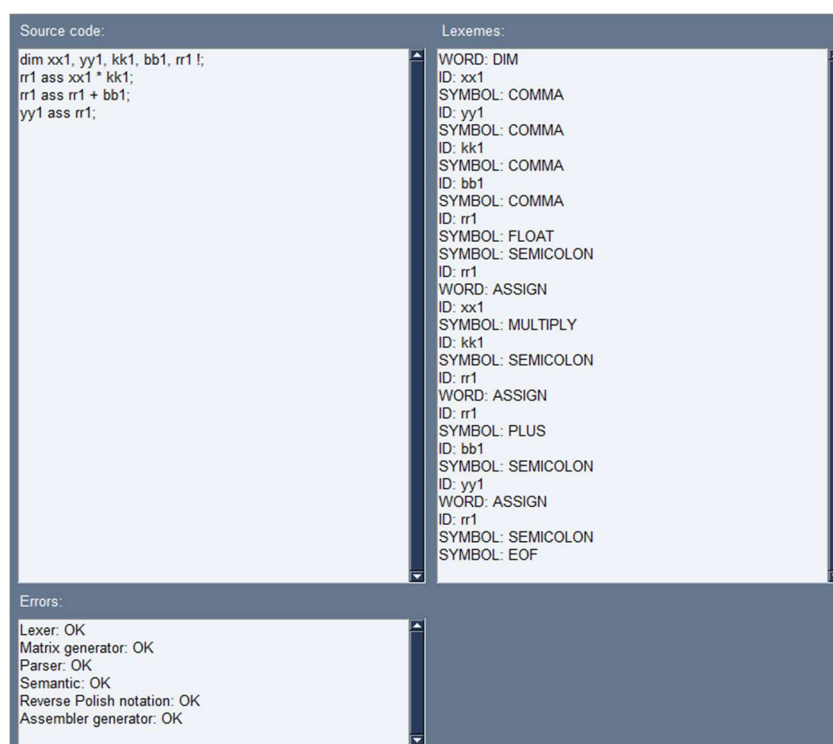 Source code:
dim xx1, yy1, kk1, bb1, rr1 !;
rr1 ass xx1 * kk1;
rr1 ass rr1 + bb1;
yy1 ass rr1;
Lexemes:
WORD: DIM
ID: xx1
SYMBOL: COMMA
ID: yy1
SYMBOL: COMMA
ID: kk1
SYMBOL: COMMA
ID: bb1
SYMBOL: COMMA
ID: rr1
SYMBOL: FLOAT
SYMBOL: SEMICOLON
ID: rr1
WORD: ASSIGN
ID: xx1
SYMBOL: MULTIPLY
ID: kk1
SYMBOL: SEMICOLON
ID: rr1
WORD: ASSIGN
ID: rr1
SYMBOL: PLUS
ID: bb1
SYMBOL: SEMICOLON
ID: yy1
WORD: ASSIGN
ID: rr1
SYMBOL: SEMICOLON
SYMBOL: EOF
Errors:
Lexer: OK
Matrix generator: OK
Parser: OK
Semantic: OK
Reverse Polish notation: OK
Assembler generator: OK